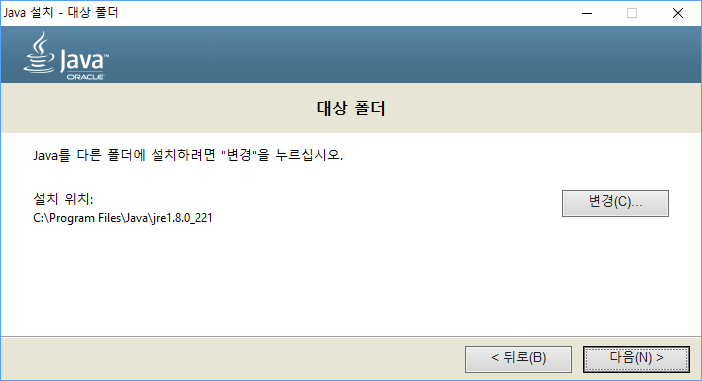 Java 설치 - 대상 폴더
Java™
ORACLE
대상 폴더
Java를 다른 폴더에 설치하려면 "변경"을 누르십시오.
설치 위치:
C:\Program Files\Java\jre1.8.0_221
변경(C)...
< 뒤로(B)
다음(N) >